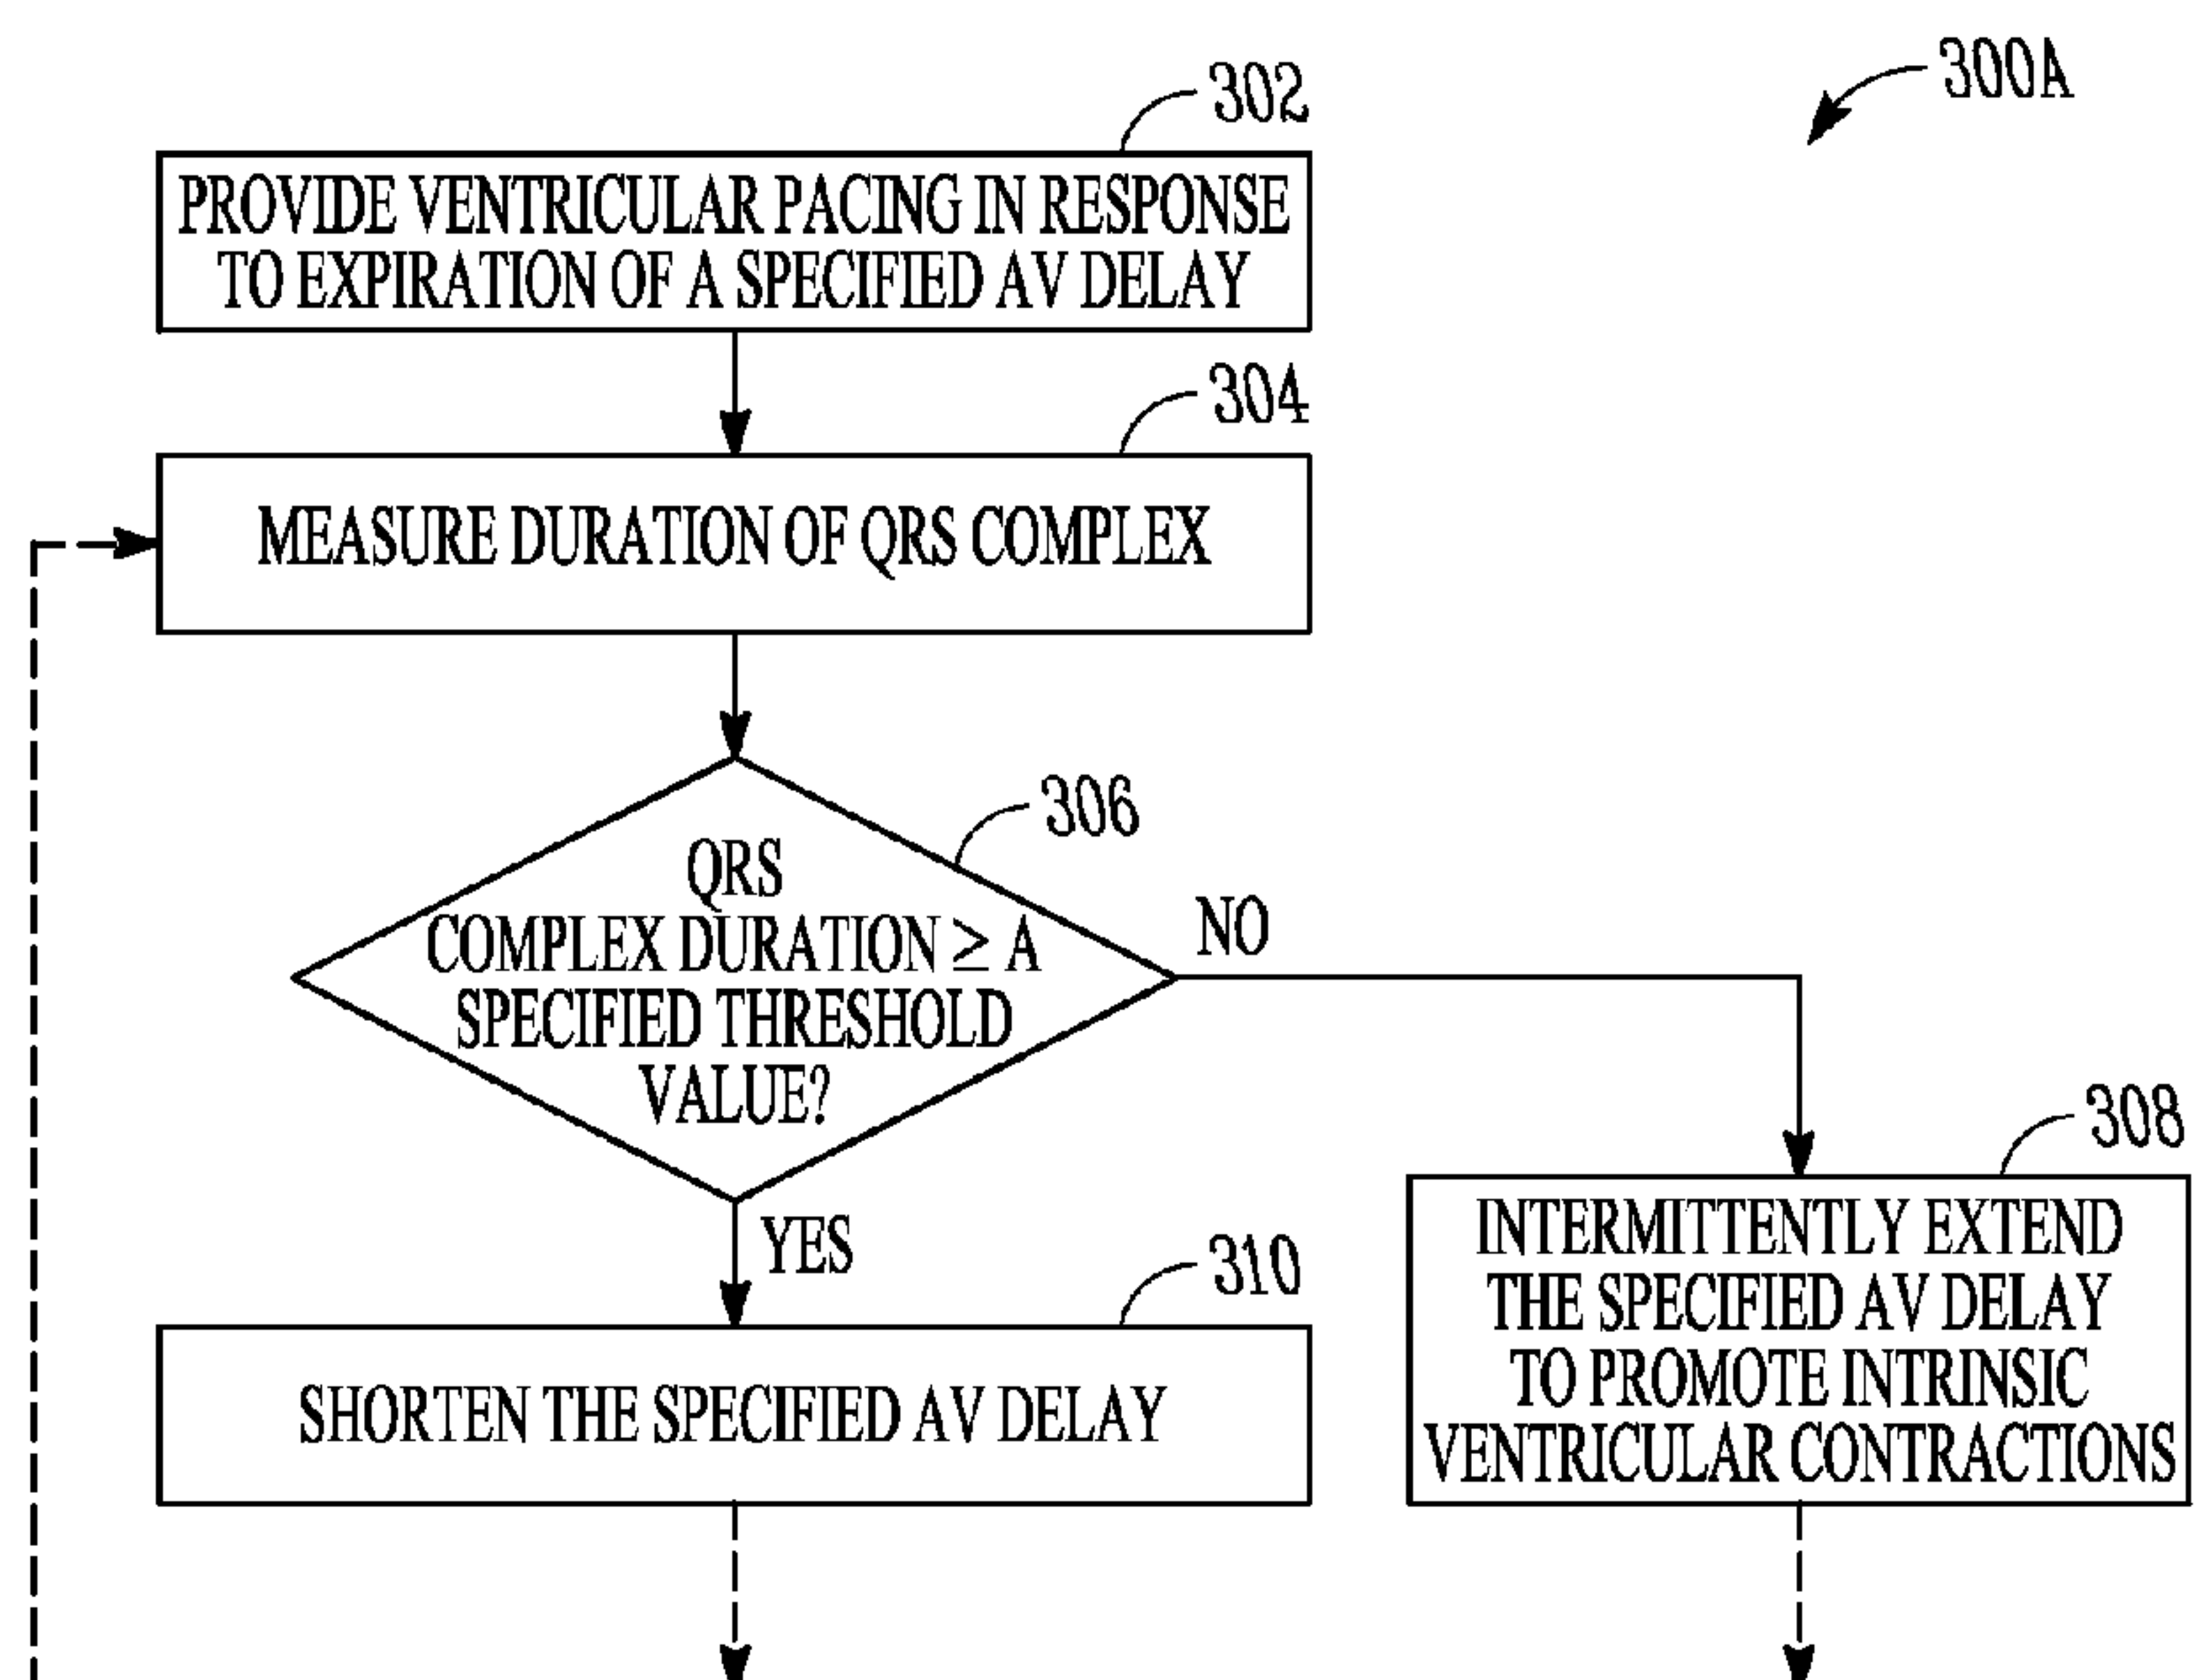 300A
302
PROVIDE VENTRICULAR PACING IN RESPONSE
TO EXPIRATION OF A SPECIFIED AV DELAY
304
MEASURE DURATION OF QRS COMPLEX
306
QRS
COMPLEX DURATION ≥ A
SPECIFIED THRESHOLD
VALUE?
NO
YES
308
INTERMITTENTLY EXTEND
THE SPECIFIED AV DELAY
TO PROMOTE INTRINSIC
VENTRICULAR CONTRACTIONS
310
SHORTEN THE SPECIFIED AV DELAY